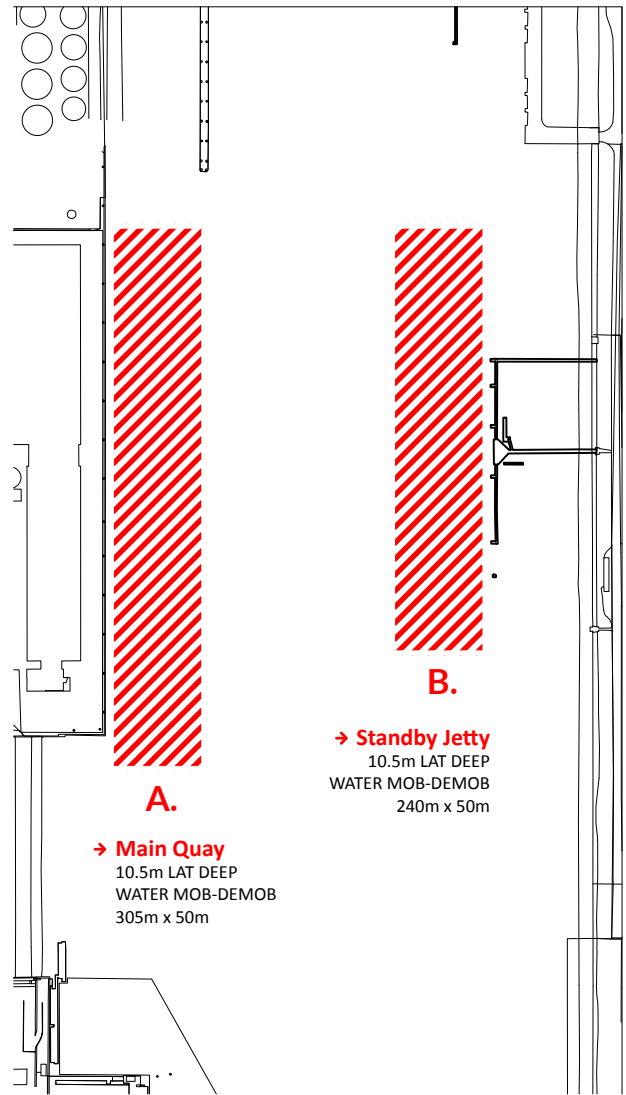 A.
→ Main Quay
10.5m LAT DEEP
WATER MOB-DEMOB
305m x 50m
B.
→ Standby Jetty
10.5m LAT DEEP
WATER MOB-DEMOB
240m x 50m